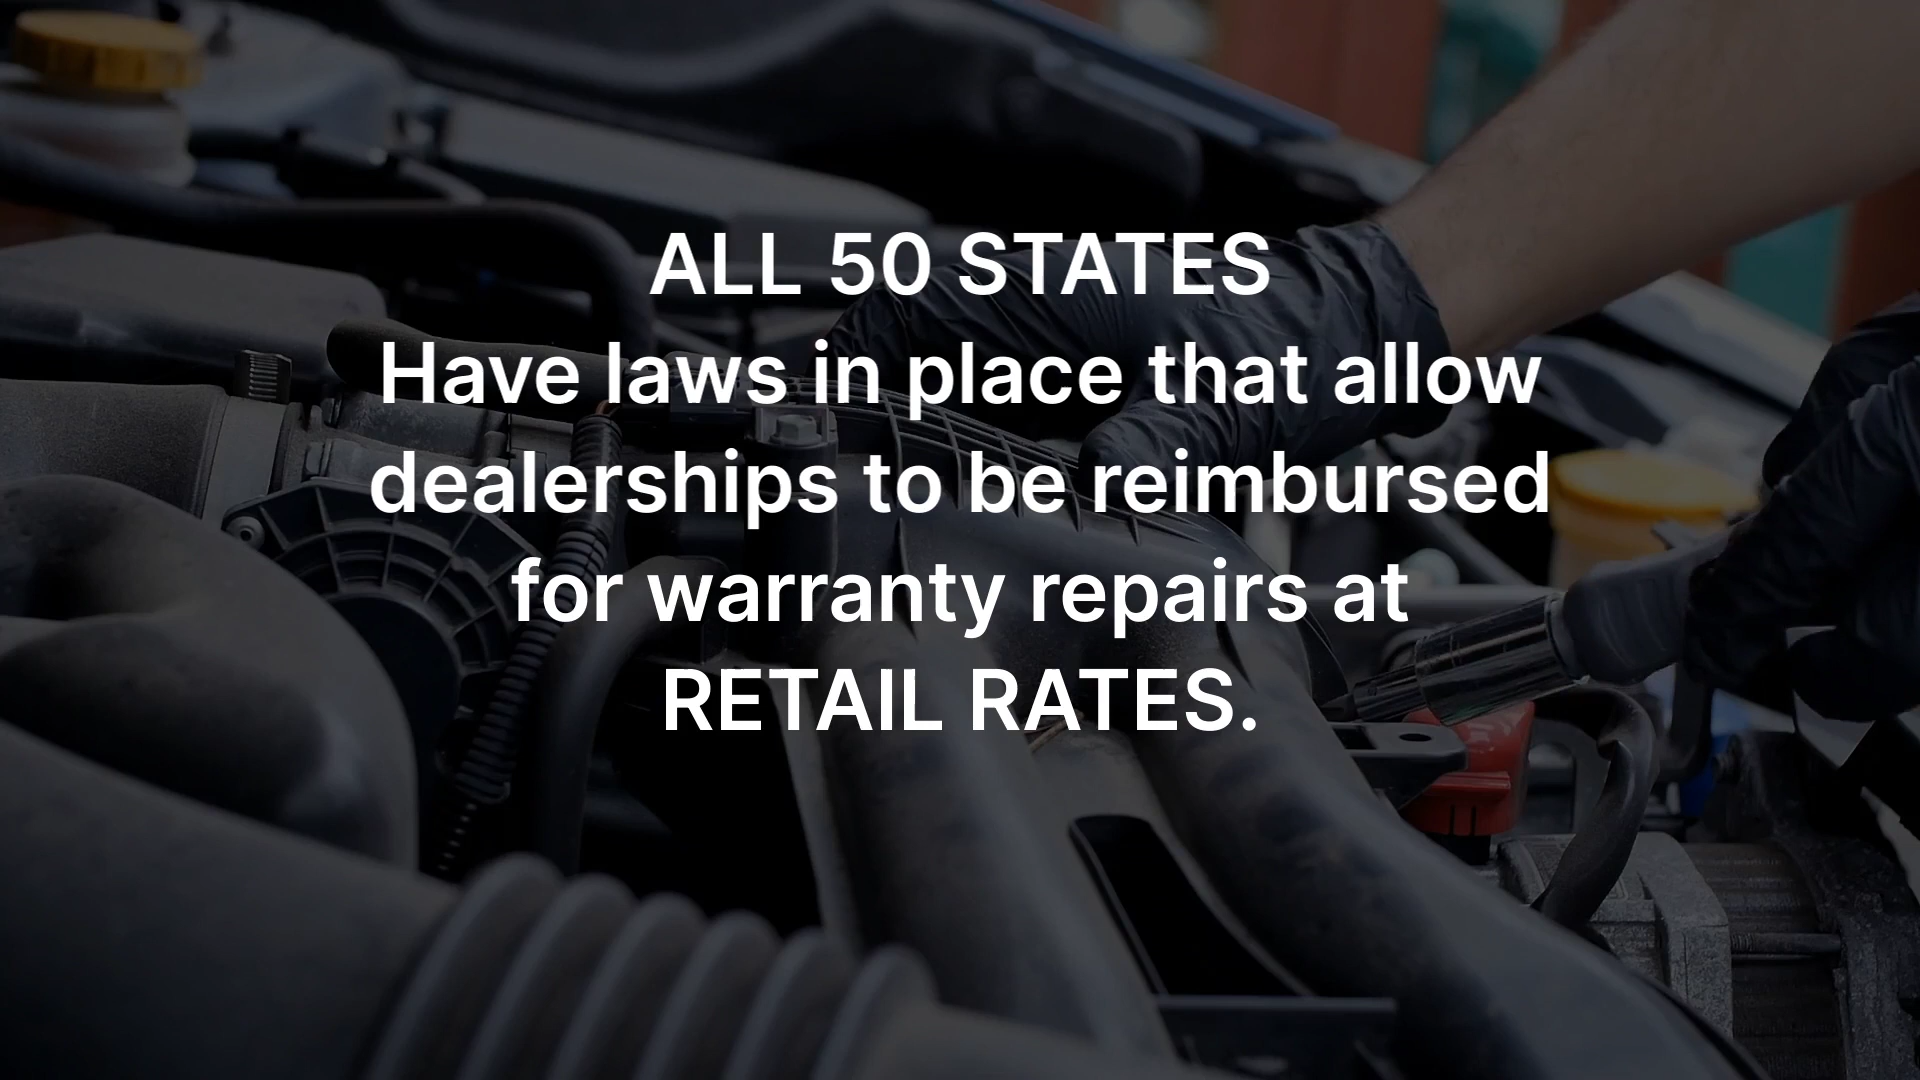 ALL 50 STATES
Have laws in place that allow
dealerships to be reimbursed
for warranty repairs at
RETAIL RATES.